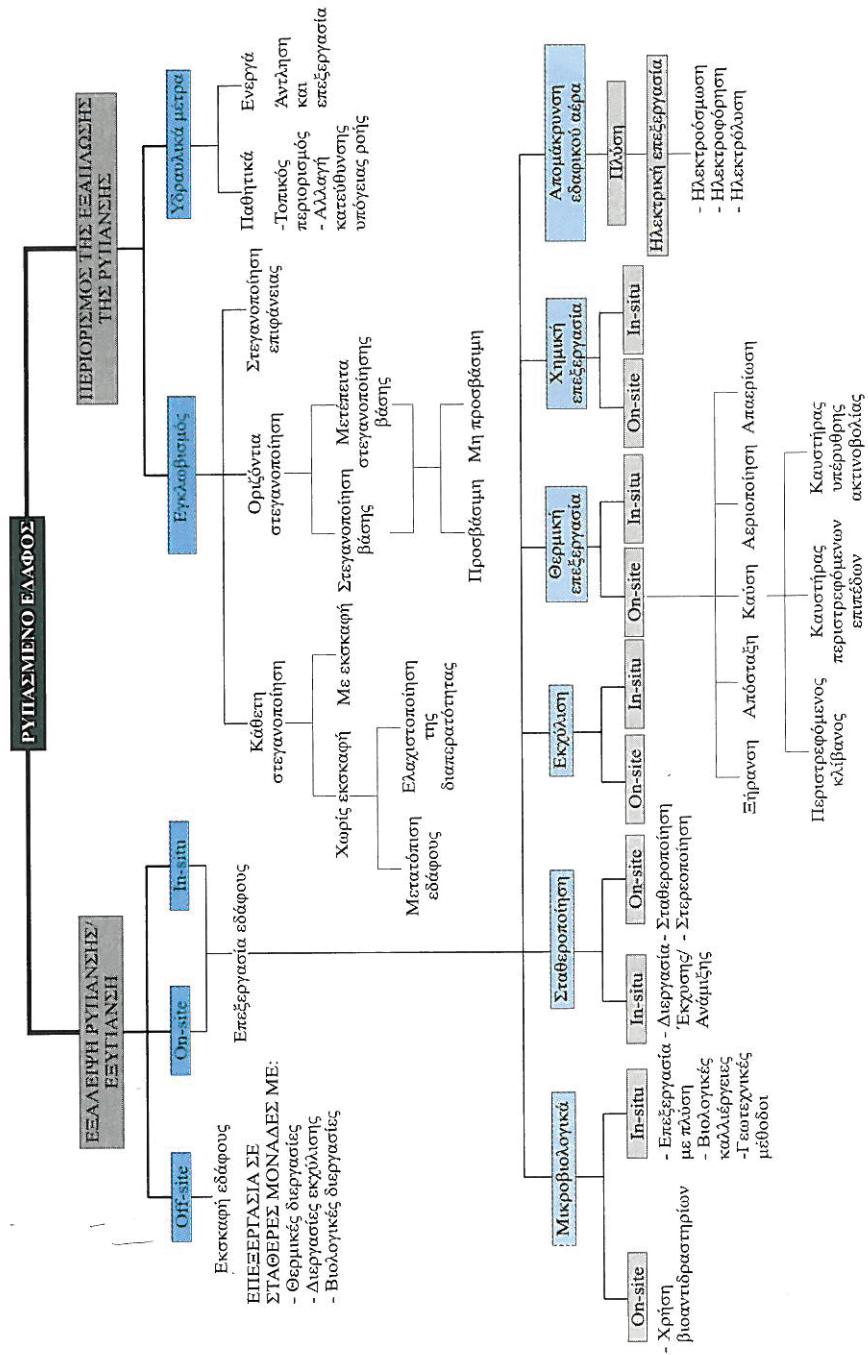 ΡΥΠΑΣΜΕΝΟ ΕΔΑΦΟΣ
ΕΞΑΛΕΙΨΗ ΡΥΠΑΝΣΗΣ/
ΕΞΥΓΙΑΝΣΗ
Off-site
On-site
In-situ
Εκσκαφή εδάφους
ΕΠΕΞΕΡΓΑΣΙΑ ΣΕ
ΣΤΑΘΕΡΕΣ ΜΟΝΑΔΕΣ ΜΕ:
- Θερμικές διεργασίες
- Διεργασίες εκχύλισης
- Βιολογικές διεργασίες
Επεξεργασία εδάφους
ΠΕΡΙΟΡΙΣΜΟΣ ΤΗΣ ΕΞΑΠΛΩΣΗΣ
ΤΗΣ ΡΥΠΑΝΣΗΣ
Εγκλωβισμός
Υδραυλικά μέτρα
Κάθετη
στεγανοποίηση
Οριζόντια
στεγανοποίηση
Στεγανοποίηση
επιφάνειας
Παθητικά
-Τοπικός
περιορισμός
- Αλλαγή
κατεύθυνσης
υπόγειας ροής
Ενεργά
Άντληση
και
επεξεργασία
Χωρίς εκσκαφή
Με εκσκαφή
Στεγανοποίηση
βάσης
Μετέπειτα
στεγανοποίησης
βάσης
Μετατόπιση
εδάφους
Ελαχιστοποίηση
της
διαπερατότητας
Προσβάσιμη
Μη προσβάσιμη
Μικροβιολογικά
On-site
- Χρήση
βιοαντιδραστηρίων
In-situ
- Επεξεργασία
με πλύση
- Βιολογικές
καλλιέργειες
-Γεωτεχνικές
μέθοδοι
Σταθεροποίηση
In-situ
- Διεργασία
Έκχυσης/
Ανάμιξης
On-site
- Σταθεροποίηση
- Στερεοποίηση
Εκχύλιση
On-site
In-situ
Θερμική
επεξεργασία
On-site
In-situ
Ξήρανση
Απόσταξη
Καύση
Αεριοποίηση
Απαερίωση
Περιστρεφόμενος
κλίβανος
Καυστήρας
περιστρεφόμενων
επιπέδων
Καυστήρας
υπέρυθρης
ακτινοβολίας
Χημική
επεξεργασία
On-site
In-situ
Απομάκρυνση
εδαφικού αέρα
Πλύση
Ηλεκτρική επεξεργασία
- Ηλεκτροόσμωση
- Ηλεκτροφόρηση
- Ηλεκτρόλυση